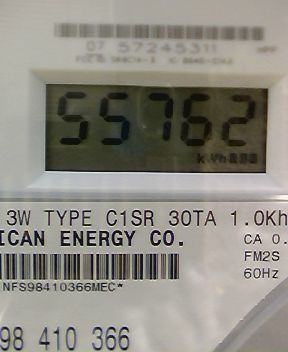 07 57245311
55762
kWh
3W TYPE C1SR 30TA 1.0Kh
ICAN ENERGY CO.
CA 0.
FM2S
60Hz
NFS98410366MEC*
98 410 366